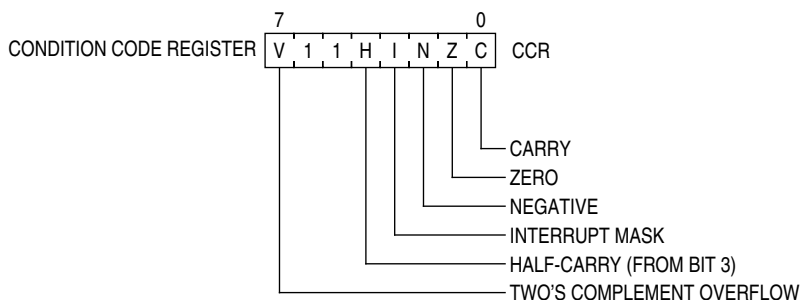 7 0
CONDITION CODE REGISTER V 1 1 H I N Z C CCR
CARRY
ZERO
NEGATIVE
INTERRUPT MASK
HALF-CARRY (FROM BIT 3)
TWO'S COMPLEMENT OVERFLOW